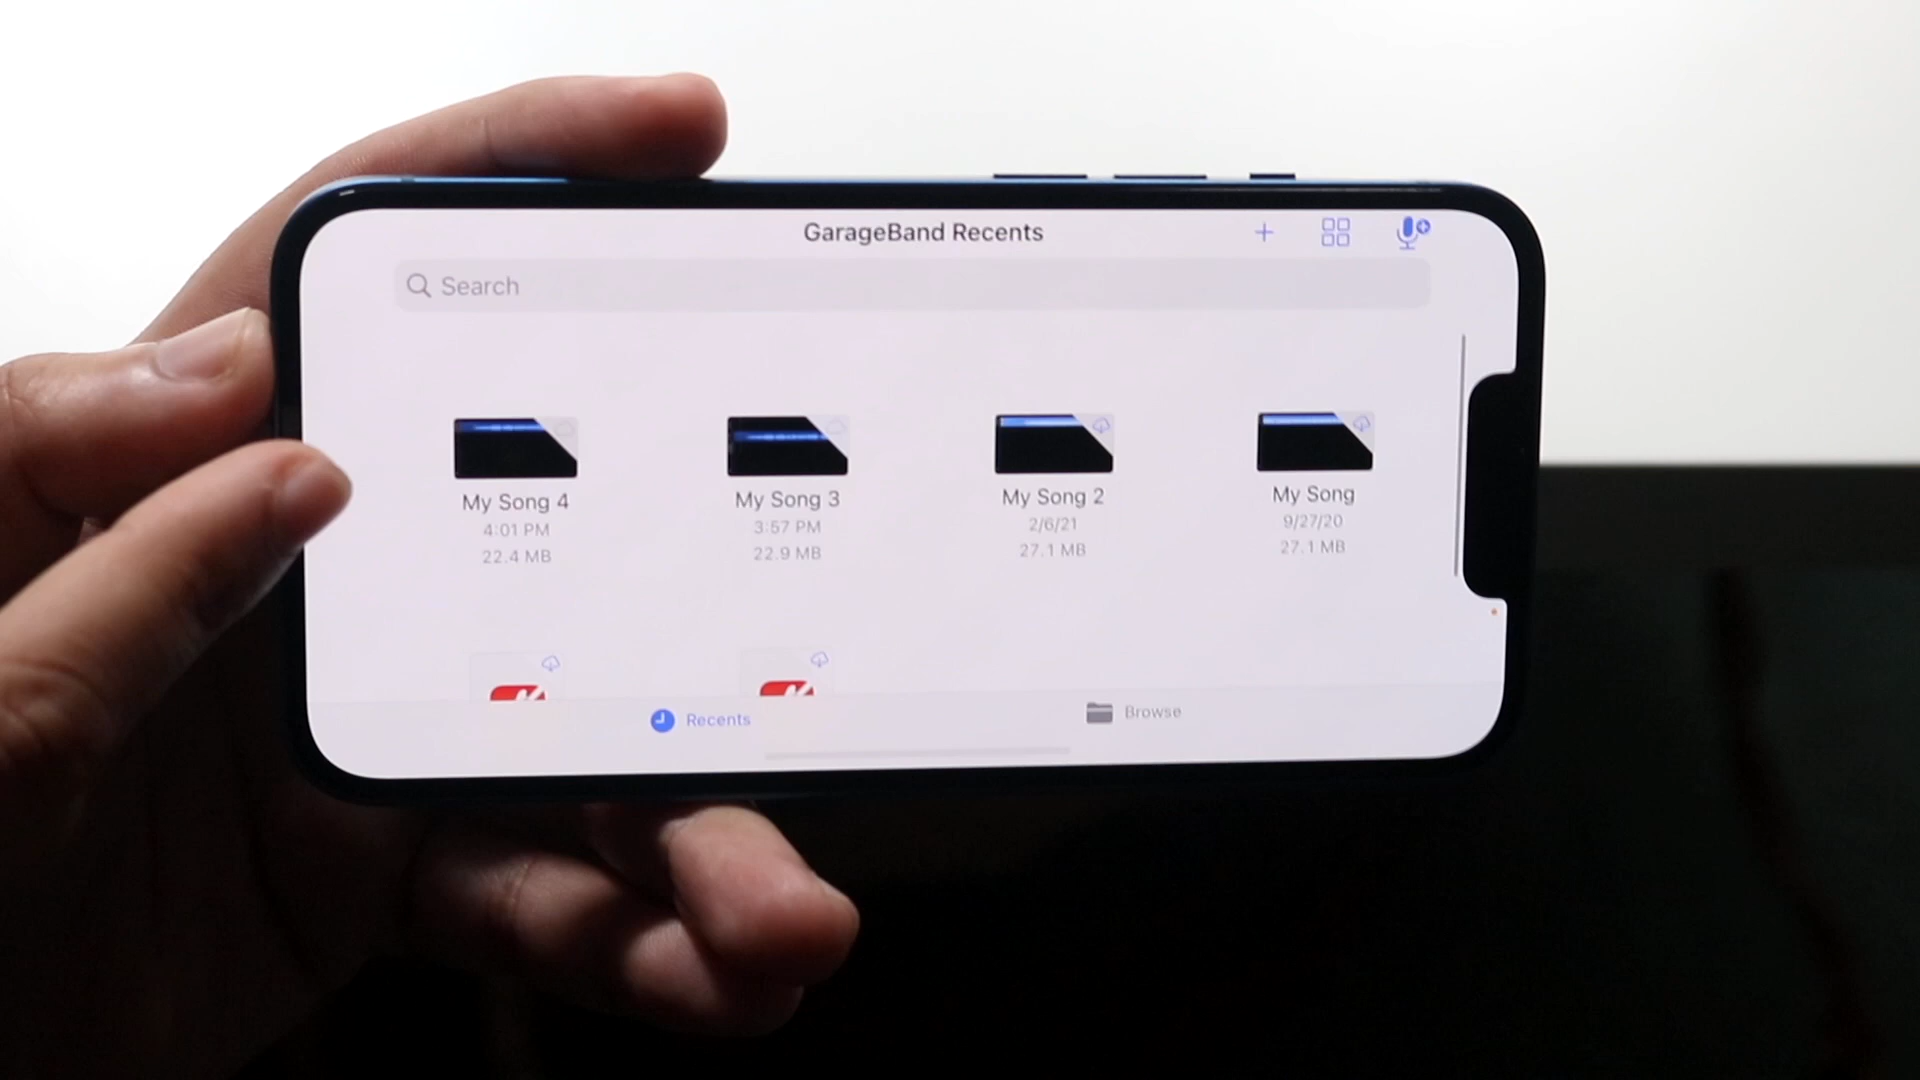 GarageBand Recents
Search
My Song 4
4:01 PM
22.4 MB
My Song 3
3:57 PM
22.9 MB
My Song 2
2/6/21
27.1 MB
My Song
9/27/20
27.1 MB
Recents
Browse